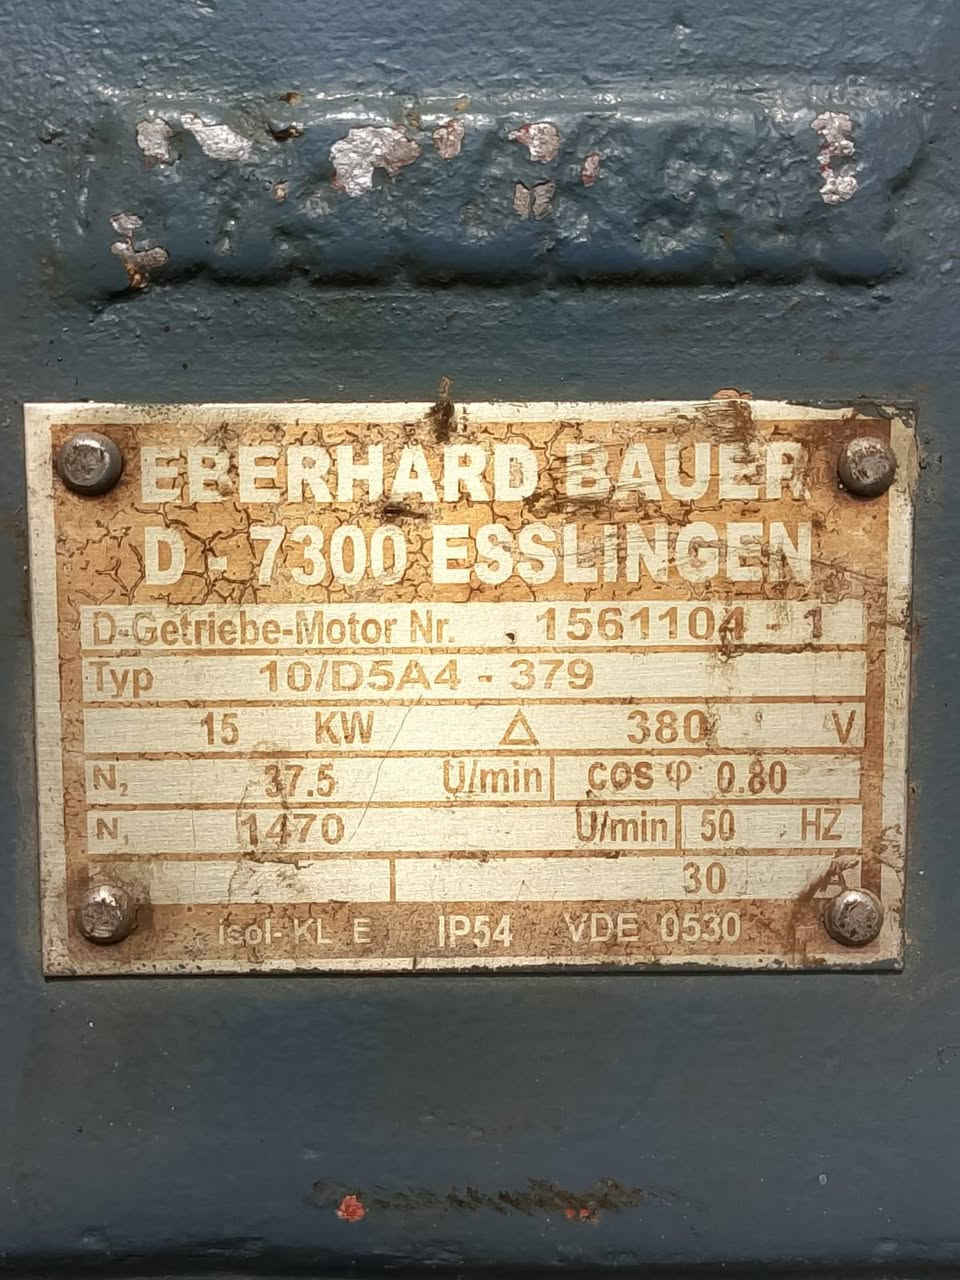 EBERHARD BAUER
D - 7300 ESSLINGEN
D-Getriebe-Motor Nr. 1561104 - 1
Typ 10/D5A4 - 379
15 KW Δ 380 V
N₂ 37.5 U/min cos φ 0.80
N₁ 1470 U/min 50 HZ
30 A
isol-KL E IP54 VDE 0530